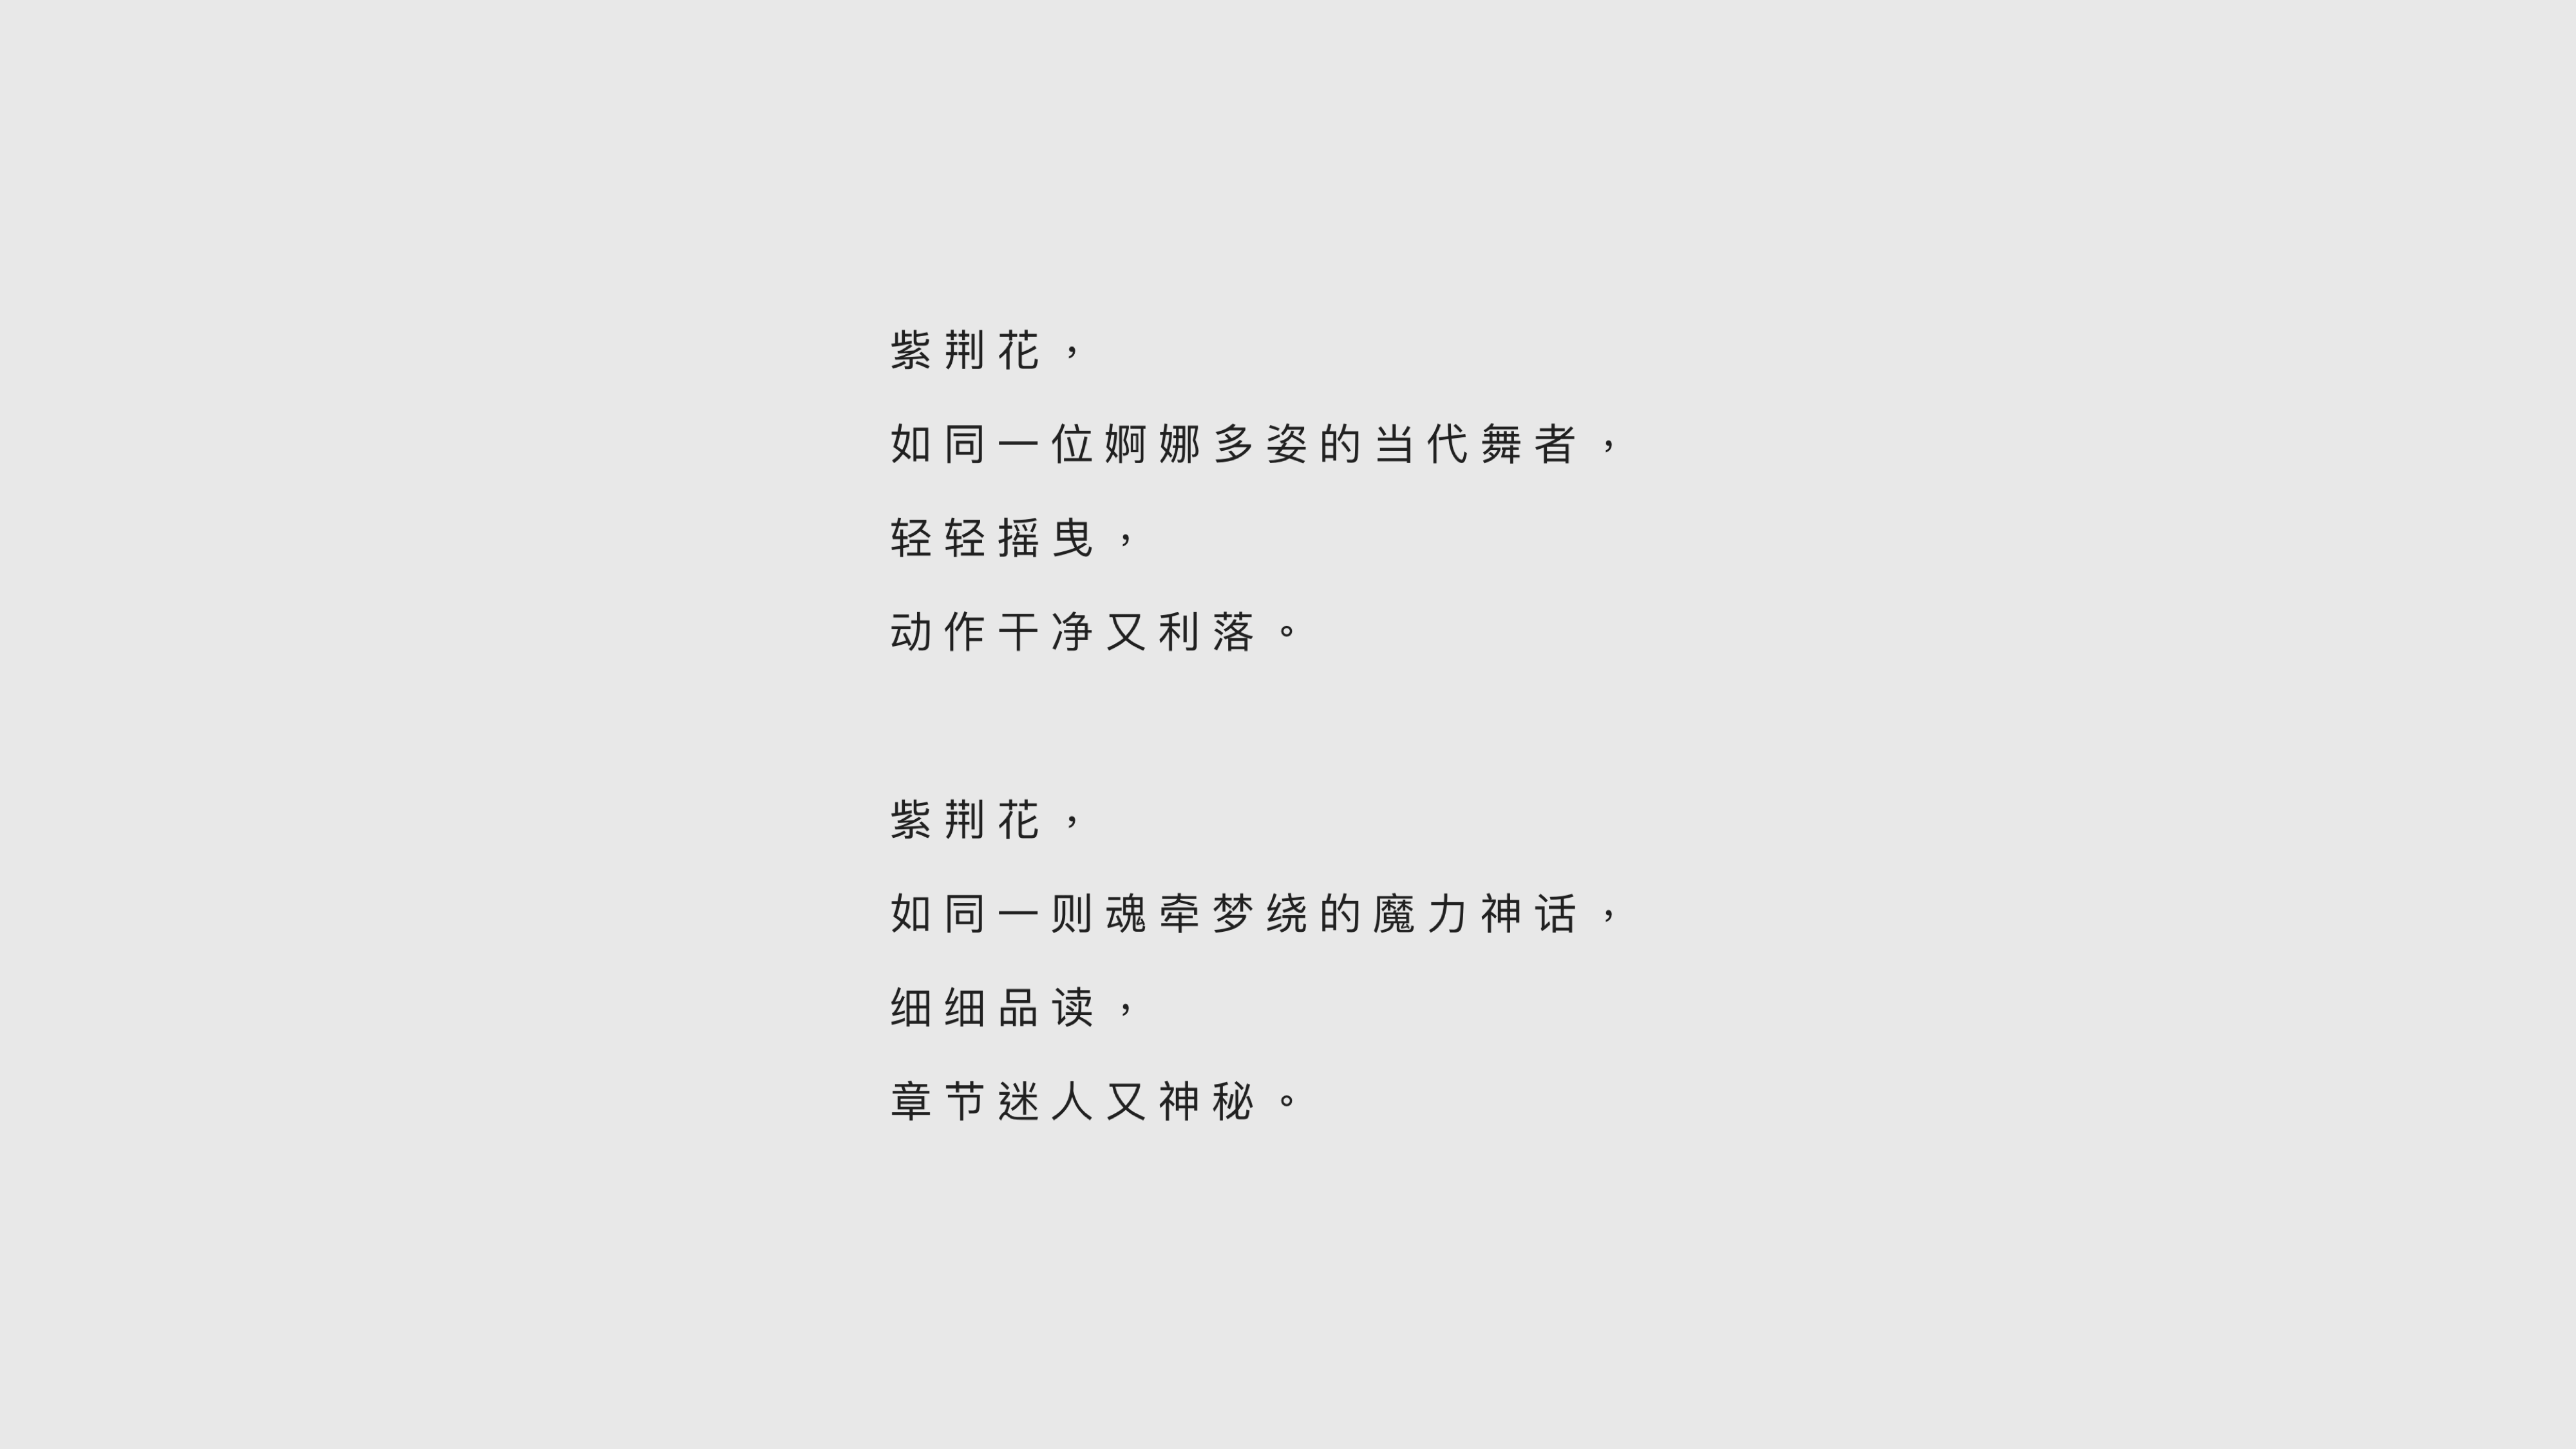 紫荆花，
如同一位婀娜多姿的当代舞者，
轻轻摇曳，
动作干净又利落。
紫荆花，
如同一则魂牵梦绕的魔力神话，
细细品读，
章节迷人又神秘。